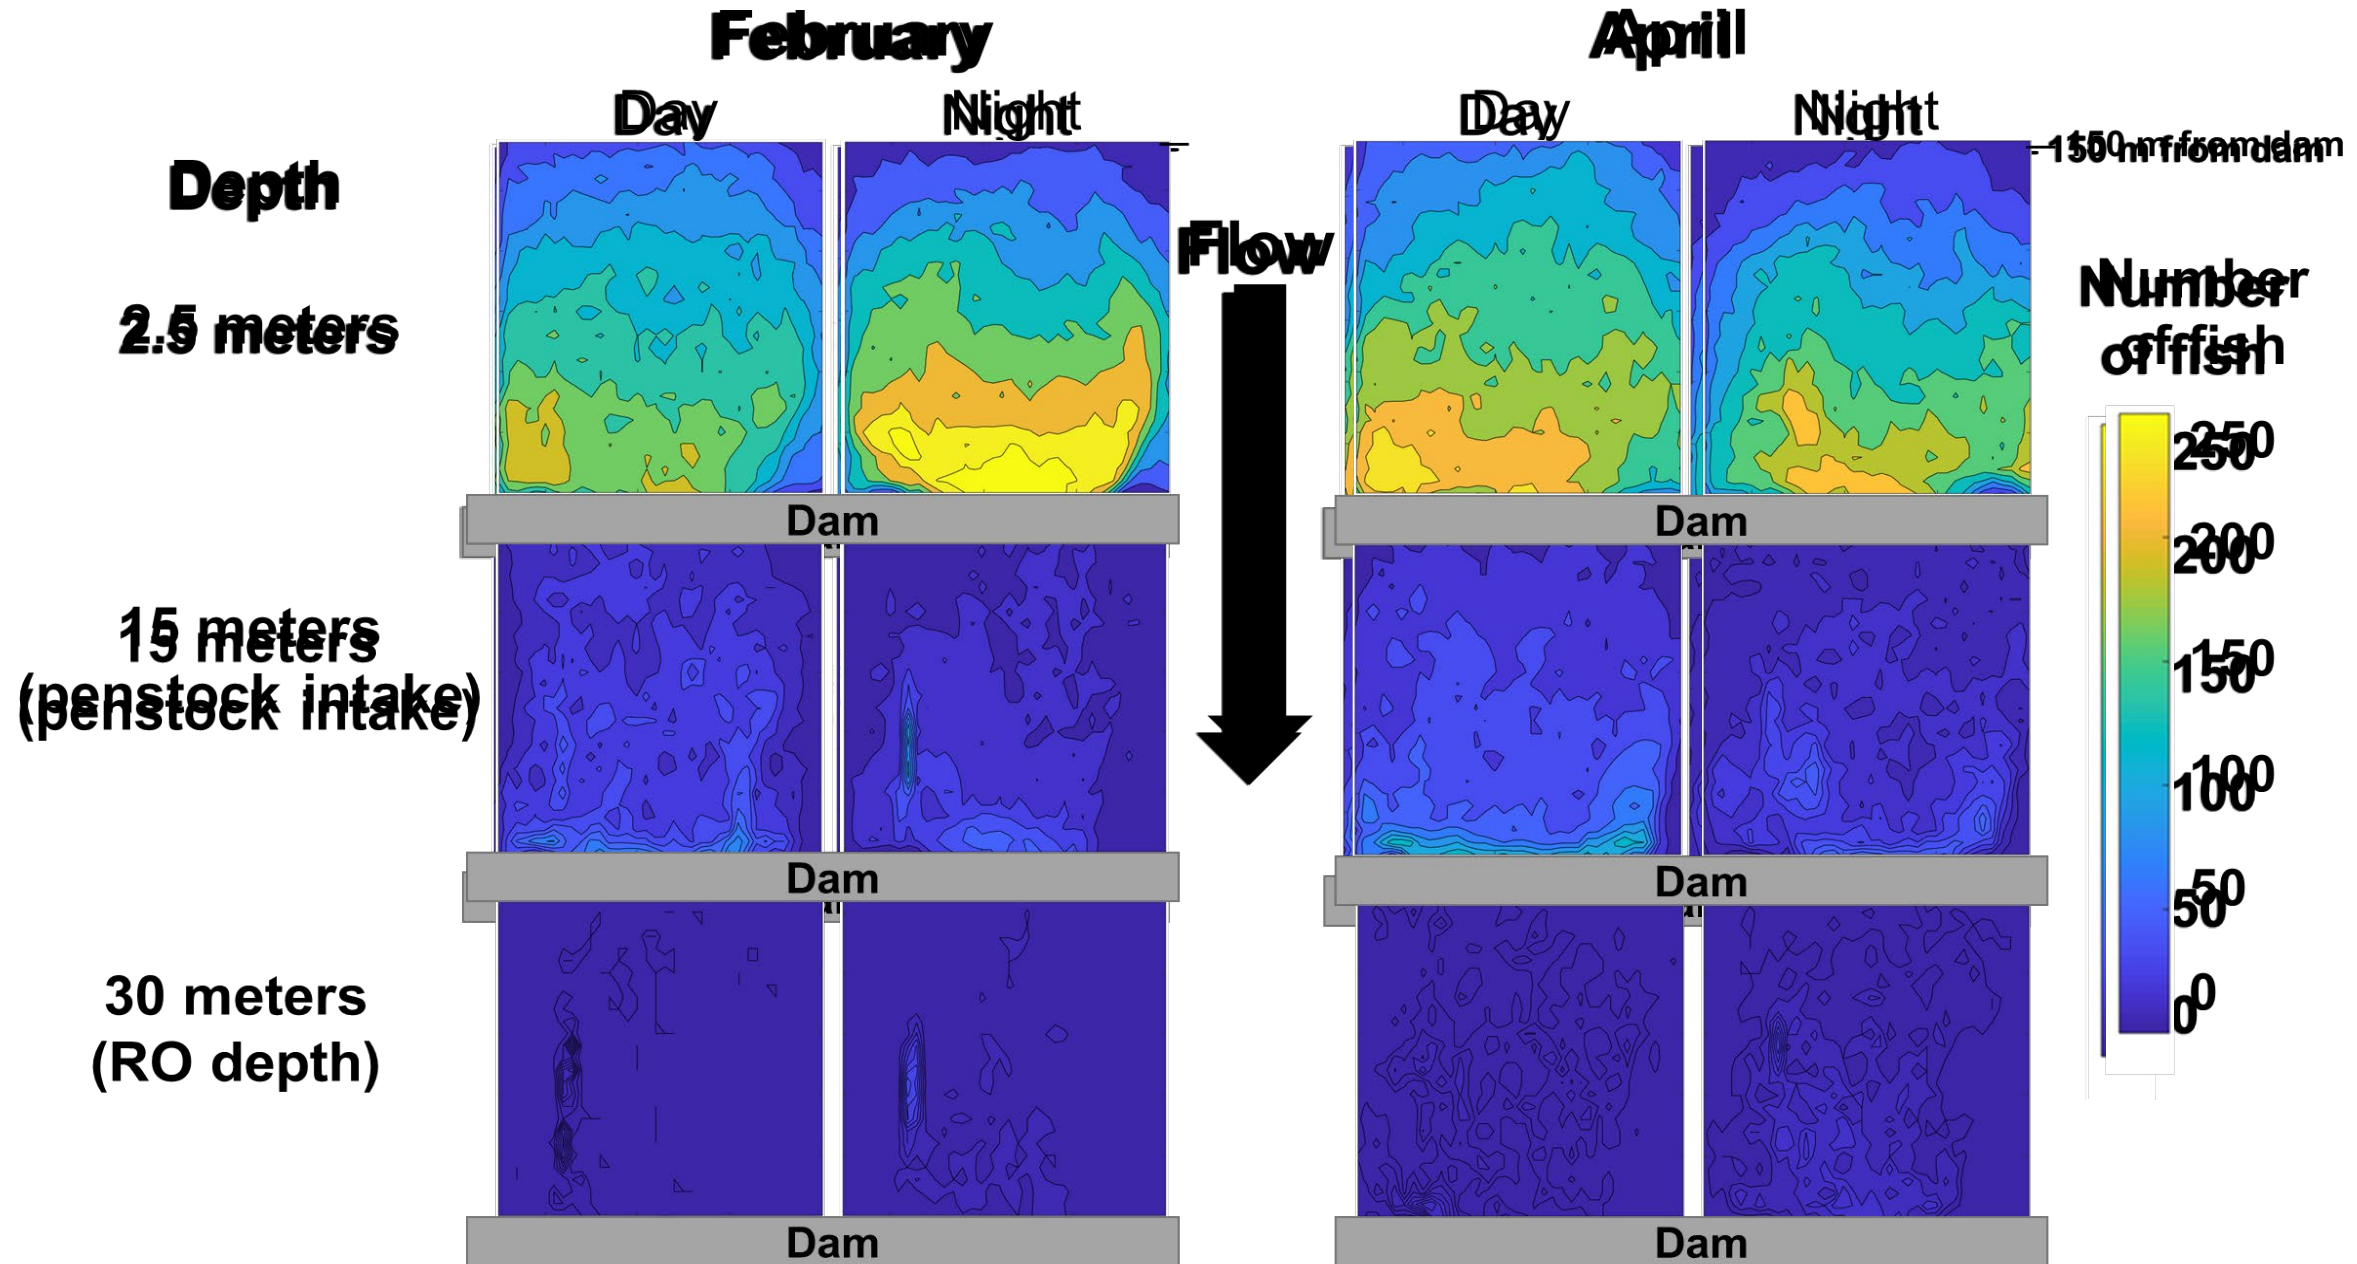 February
April
Day
Night
Day
Night
150 m from dam
Depth
Flow
Number
of fish
2.5 meters
250
Dam
Dam
200
15 meters
(penstock intake)
150
100
50
Dam
Dam
0
30 meters
(RO depth)
Dam
Dam